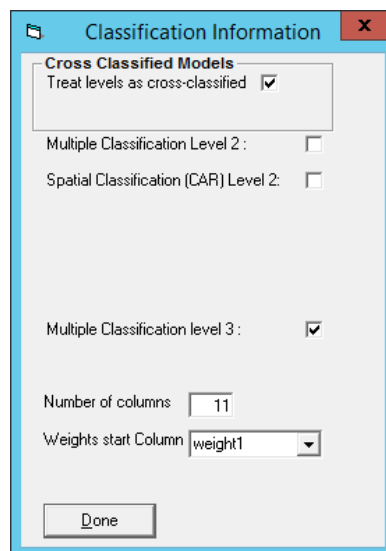 Classification Information
x
Cross Classified Models
Treat levels as cross-classified
Multiple Classification Level 2 :
Spatial Classification (CAR) Level 2:
Multiple Classification level 3 :
Number of columns 11
Weights start Column weight1
Done